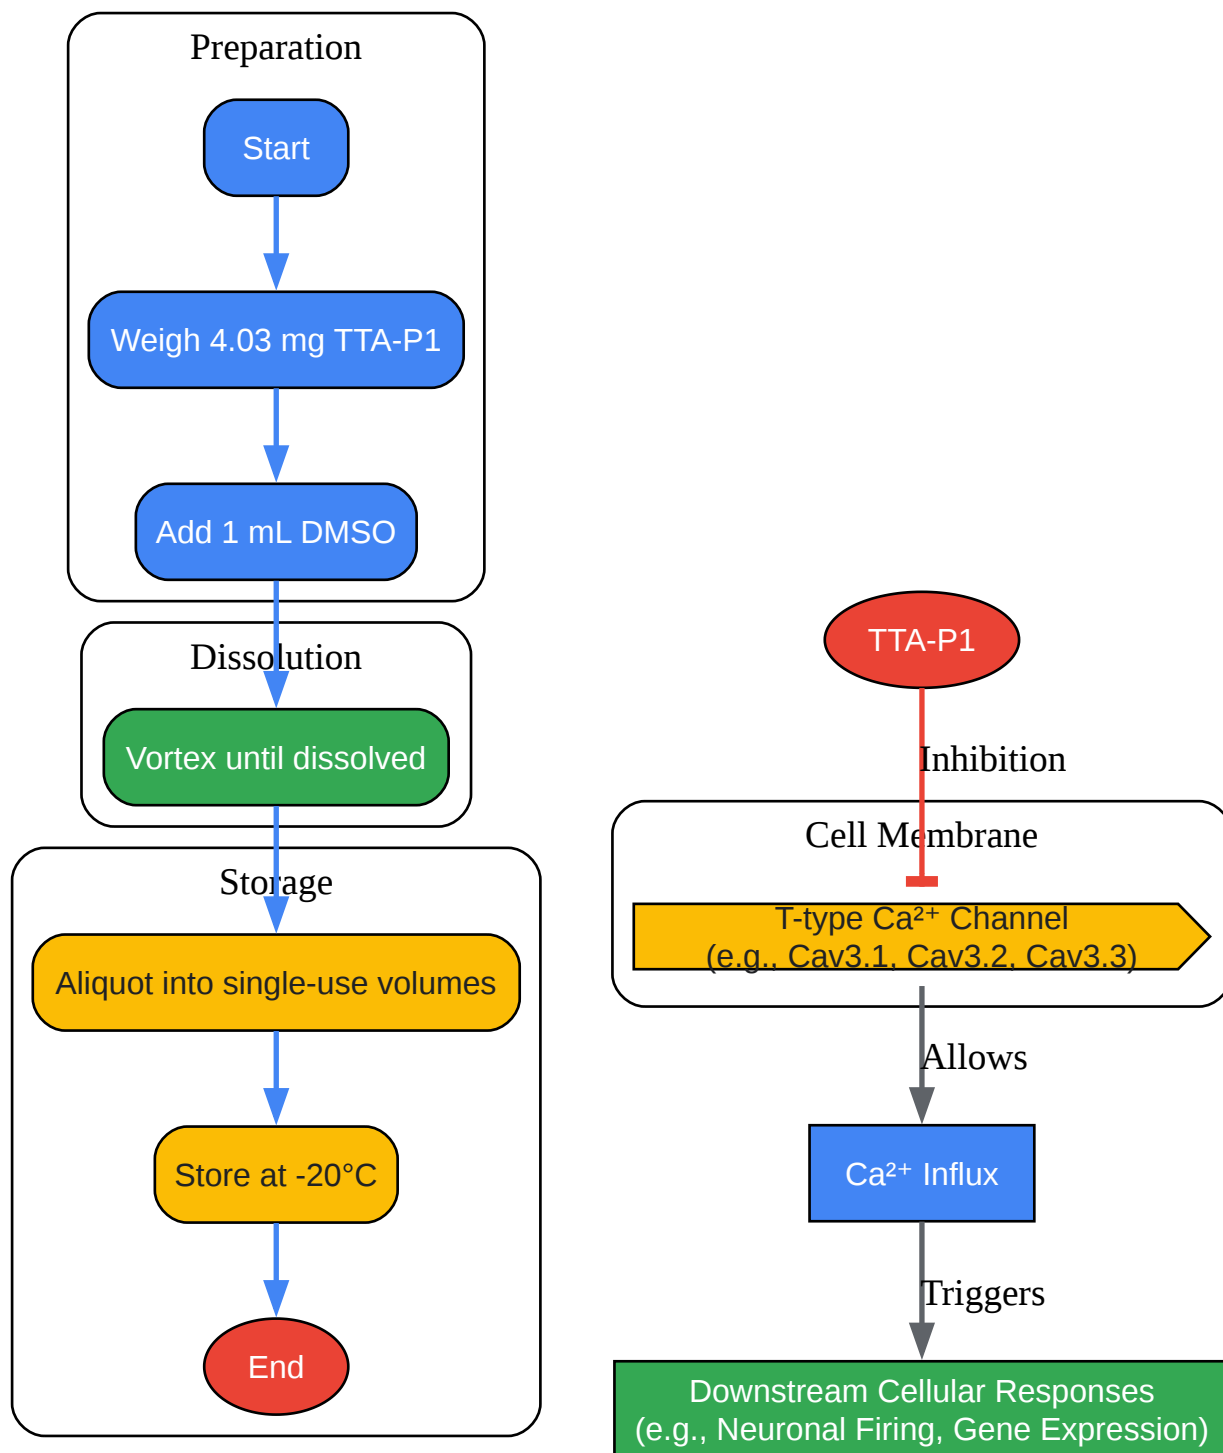 Preparation
Start
Weigh 4.03 mg TTA-P1
Add 1 mL DMSO
Dissolution
Vortex until dissolved
Storage
Aliquot into single-use volumes
Store at -20°C
End
TTA-P1
Inhibition
Cell Membrane
T-type Ca²⁺ Channel
(e.g., Cav3.1, Cav3.2, Cav3.3)
Allows
Ca²⁺ Influx
Triggers
Downstream Cellular Responses
(e.g., Neuronal Firing, Gene Expression)